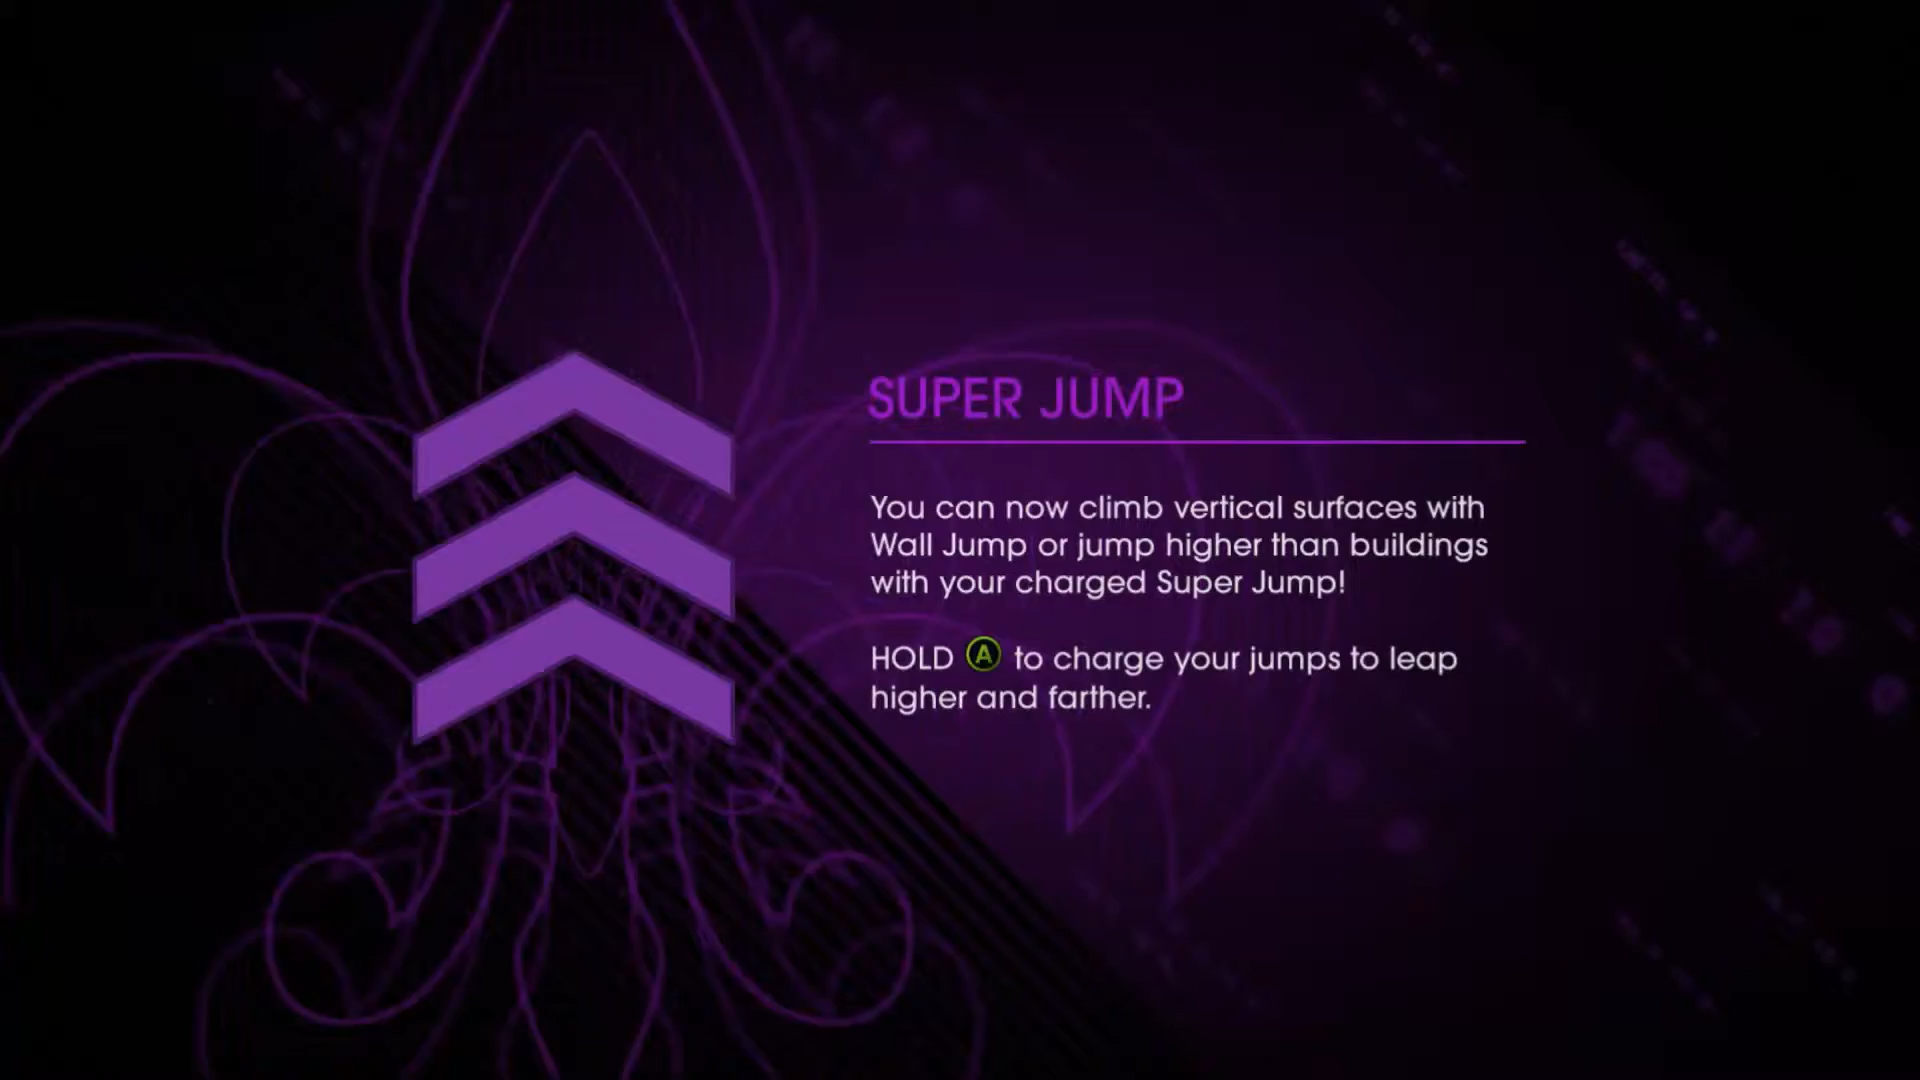 SUPER JUMP
You can now climb vertical surfaces with
Wall Jump or jump higher than buildings
with your charged Super Jump!
HOLD A to charge your jumps to leap
higher and farther.